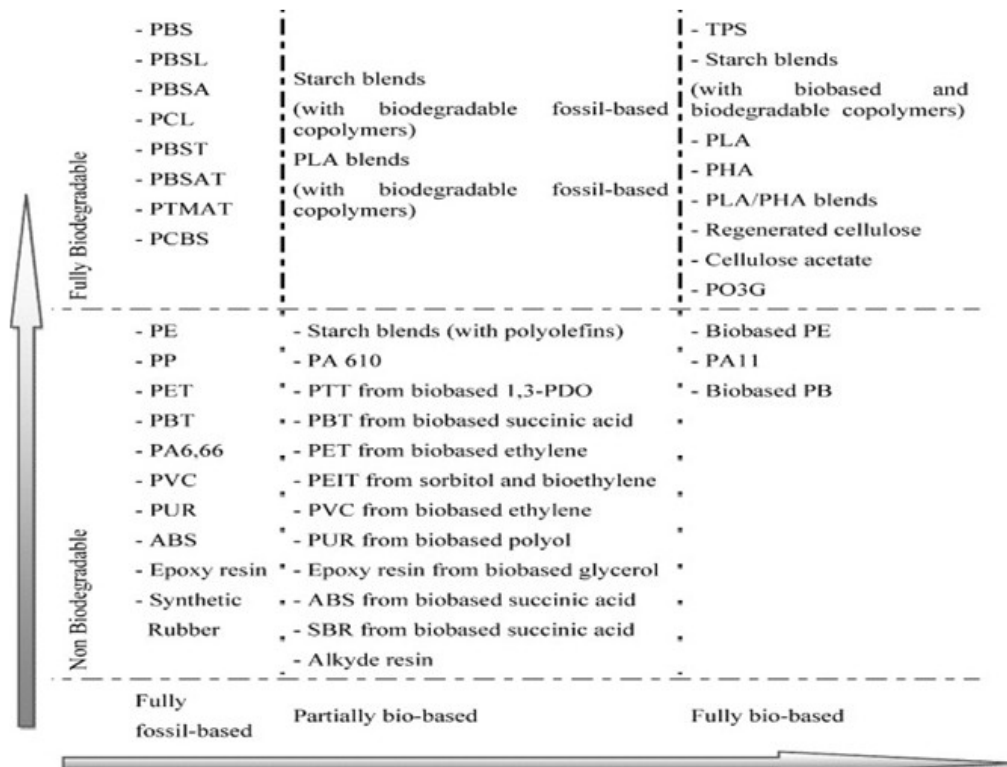 Fully Biodegradable
- PBS
- PBSL
- PBSA
- PCL
- PBST
- PBSAT
- PTMAT
- PCBS
Starch blends
(with biodegradable fossil-based
copolymers)
PLA blends
(with biodegradable fossil-based
copolymers)
- TPS
- Starch blends
(with biobased and
biodegradable copolymers)
- PLA
- PHA
- PLA/PHA blends
- Regenerated cellulose
- Cellulose acetate
- PO3G
Non Biodegradable
- PE
- PP
- PET
- PBT
- PA6,66
- PVC
- PUR
- ABS
- Epoxy resin
- Synthetic
Rubber
- Starch blends (with polyolefins)
- PA 610
- PTT from biobased 1,3-PDO
- PBT from biobased succinic acid
- PET from biobased ethylene
- PEIT from sorbitol and bioethylene
- PVC from biobased ethylene
- PUR from biobased polyol
- Epoxy resin from biobased glycerol
- ABS from biobased succinic acid
- SBR from biobased succinic acid
- Alkyde resin
- Biobased PE
- PA11
- Biobased PB
Fully
fossil-based
Partially bio-based
Fully bio-based